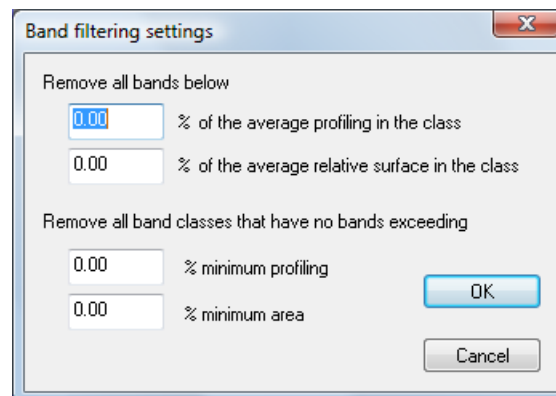 Band filtering settings
Remove all bands below
0.00 % of the average profiling in the class
0.00 % of the average relative surface in the class
Remove all band classes that have no bands exceeding
0.00 % minimum profiling
0.00 % minimum area
OK
Cancel